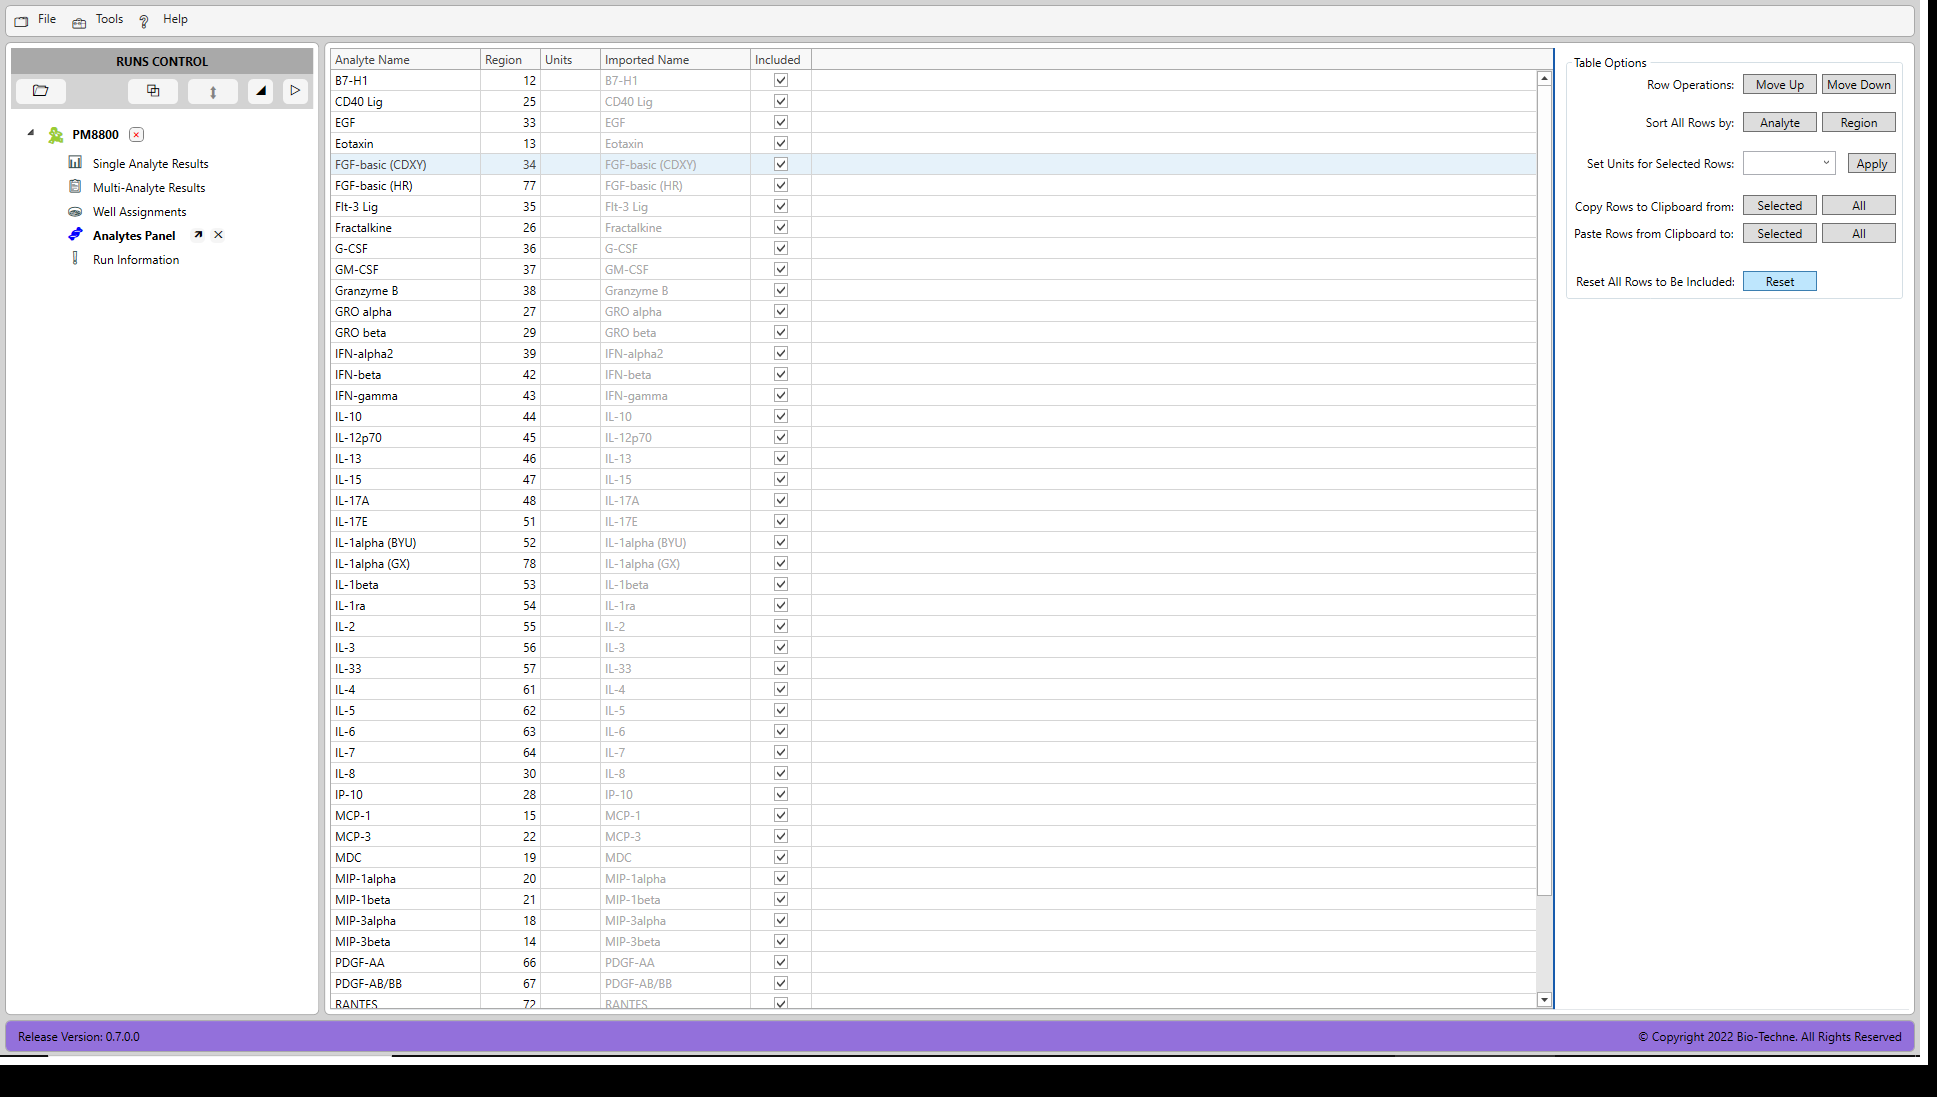 File Tools Help
RUNS CONTROL
PM8800
Single Analyte Results
Multi-Analyte Results
Well Assignments
Analytes Panel
Run Information
Analyte Name Region Units Imported Name Included
B7-H1 12 B7-H1
CD40 Lig 25 CD40 Lig
EGF 33 EGF
Eotaxin 13 Eotaxin
FGF-basic (CDXY) 34 FGF-basic (CDXY)
FGF-basic (HR) 77 FGF-basic (HR)
Flt-3 Lig 35 Flt-3 Lig
Fractalkine 26 Fractalkine
G-CSF 36 G-CSF
GM-CSF 37 GM-CSF
Granzyme B 38 Granzyme B
GRO alpha 27 GRO alpha
GRO beta 29 GRO beta
IFN-alpha2 39 IFN-alpha2
IFN-beta 42 IFN-beta
IFN-gamma 43 IFN-gamma
IL-10 44 IL-10
IL-12p70 45 IL-12p70
IL-13 46 IL-13
IL-15 47 IL-15
IL-17A 48 IL-17A
IL-17E 51 IL-17E
IL-1alpha (BYU) 52 IL-1alpha (BYU)
IL-1alpha (GX) 78 IL-1alpha (GX)
IL-1beta 53 IL-1beta
IL-1ra 54 IL-1ra
IL-2 55 IL-2
IL-3 56 IL-3
IL-33 57 IL-33
IL-4 61 IL-4
IL-5 62 IL-5
IL-6 63 IL-6
IL-7 64 IL-7
IL-8 30 IL-8
IP-10 28 IP-10
MCP-1 15 MCP-1
MCP-3 22 MCP-3
MDC 19 MDC
MIP-1alpha 20 MIP-1alpha
MIP-1beta 21 MIP-1beta
MIP-3alpha 18 MIP-3alpha
MIP-3beta 14 MIP-3beta
PDGF-AA 66 PDGF-AA
PDGF-AB/BB 67 PDGF-AB/BB
RANTES 72 RANTES
Table Options
Row Operations: Move Up Move Down
Sort All Rows by: Analyte Region
Set Units for Selected Rows: Apply
Copy Rows to Clipboard from: Selected All
Paste Rows from Clipboard to: Selected All
Reset All Rows to Be Included: Reset
Release Version: 0.7.0.0
© Copyright 2022 Bio-Techne. All Rights Reserved